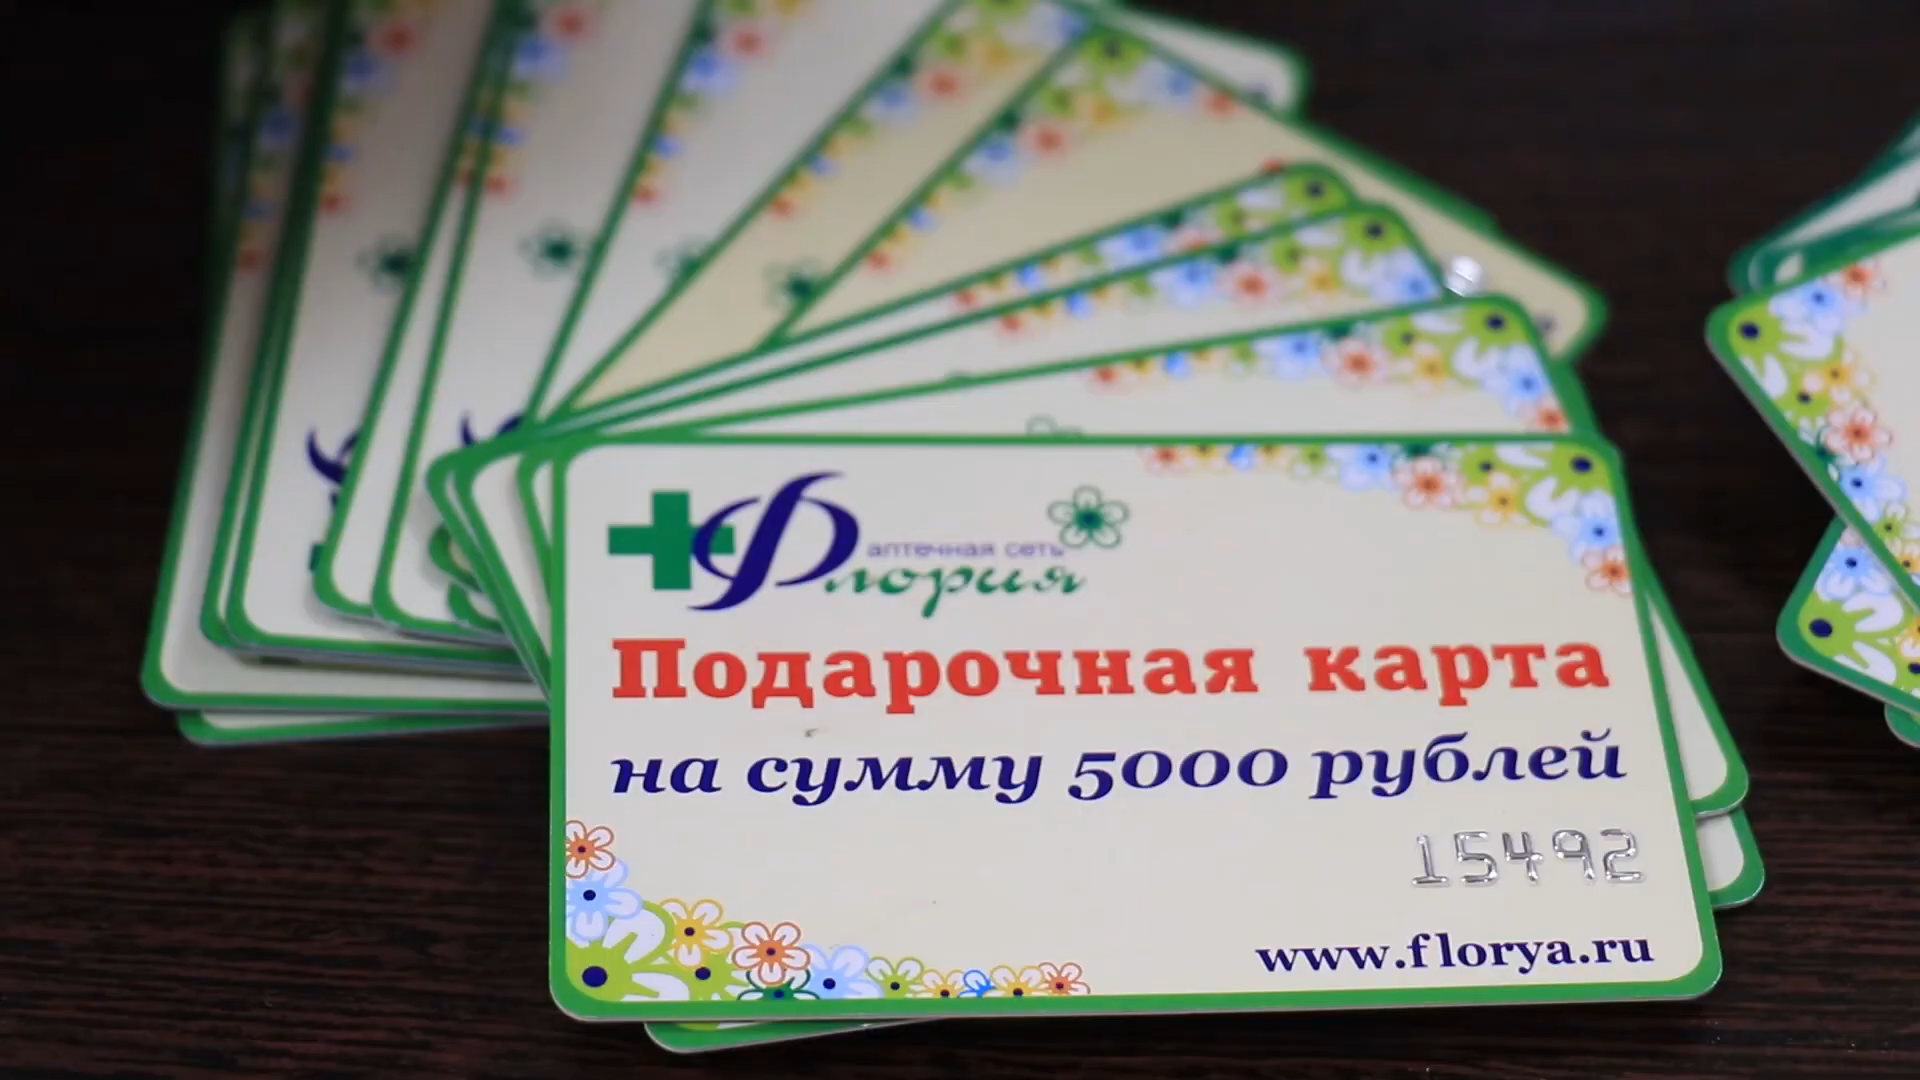 аптечная сеть
Флория
Подарочная карта
на сумму 5000 рублей
15492
www.florya.ru